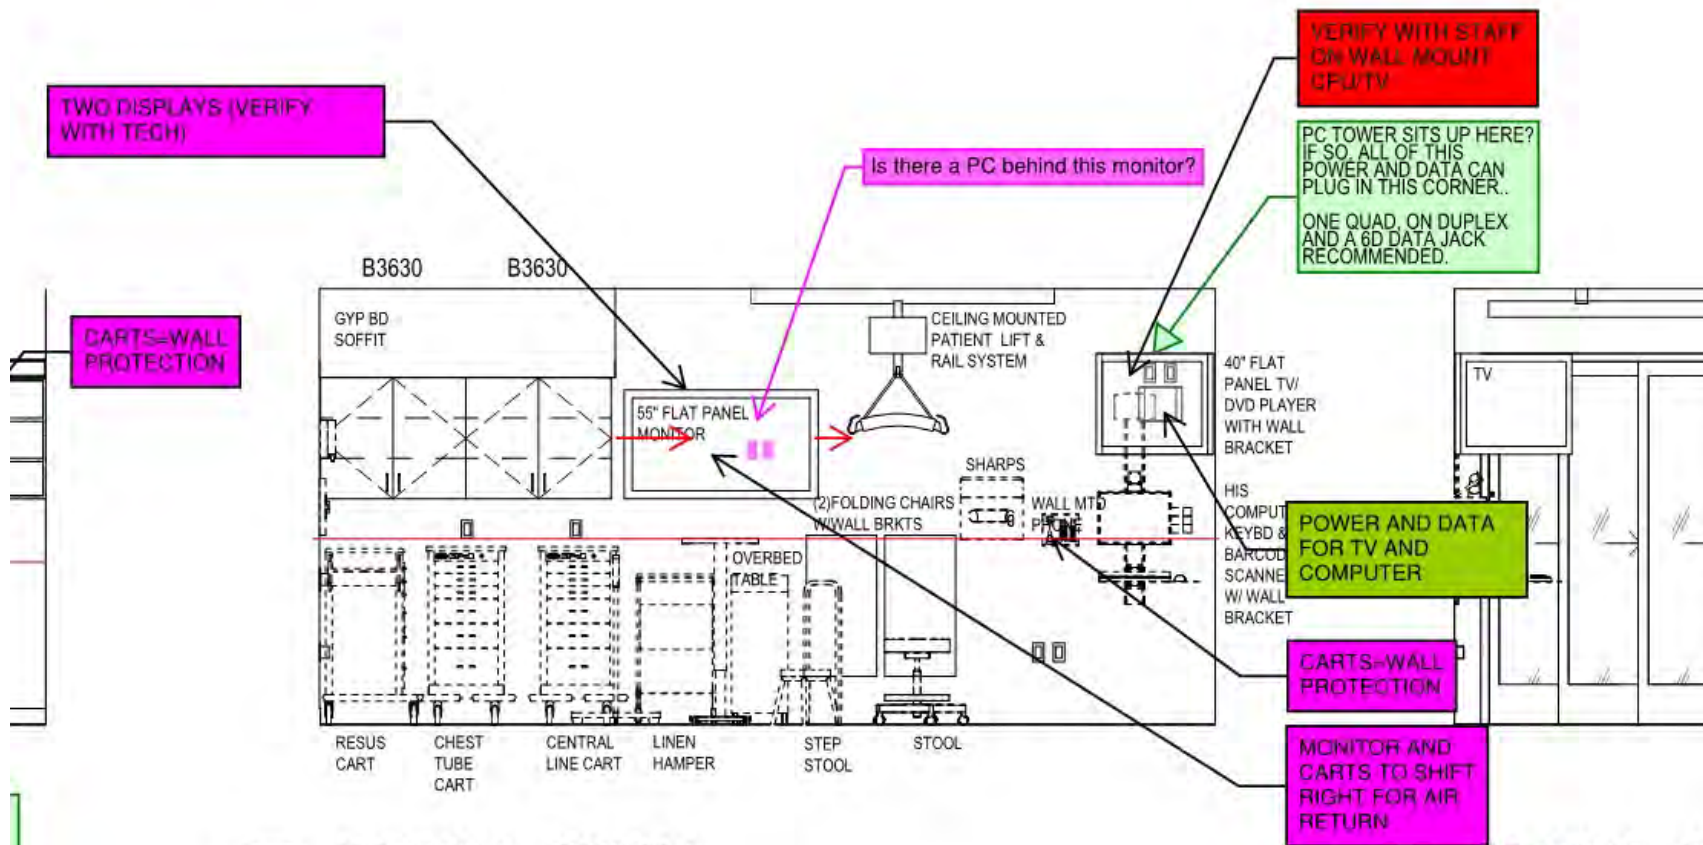 VERIFY WITH STAFF
ON WALL MOUNT
CPU/TV
TWO DISPLAYS (VERIFY
WITH TECH)
PC TOWER SITS UP HERE?
IF SO, ALL OF THIS
POWER AND DATA CAN
PLUG IN THIS CORNER..
ONE QUAD, ON DUPLEX
AND A 6D DATA JACK
RECOMMENDED.
Is there a PC behind this monitor?
B3630
B3630
CARTS=WALL
PROTECTION
GYP BD
SOFFIT
CEILING MOUNTED
PATIENT LIFT &
RAIL SYSTEM
40" FLAT
PANEL TV/
DVD PLAYER
WITH WALL
BRACKET
TV
55" FLAT PANEL
MONITOR
SHARPS
(2)FOLDING CHAIRS
W/WALL BRKTS
WALL MTD
PHONE
HIS
COMPUT
KEYBD &
BARCOD
SCANNE
W/ WALL
BRACKET
POWER AND DATA
FOR TV AND
COMPUTER
OVERBED
TABLE
CARTS=WALL
PROTECTION
RESUS
CART
CHEST
TUBE
CART
CENTRAL
LINE CART
LINEN
HAMPER
STEP
STOOL
STOOL
MONITOR AND
CARTS TO SHIFT
RIGHT FOR AIR
RETURN